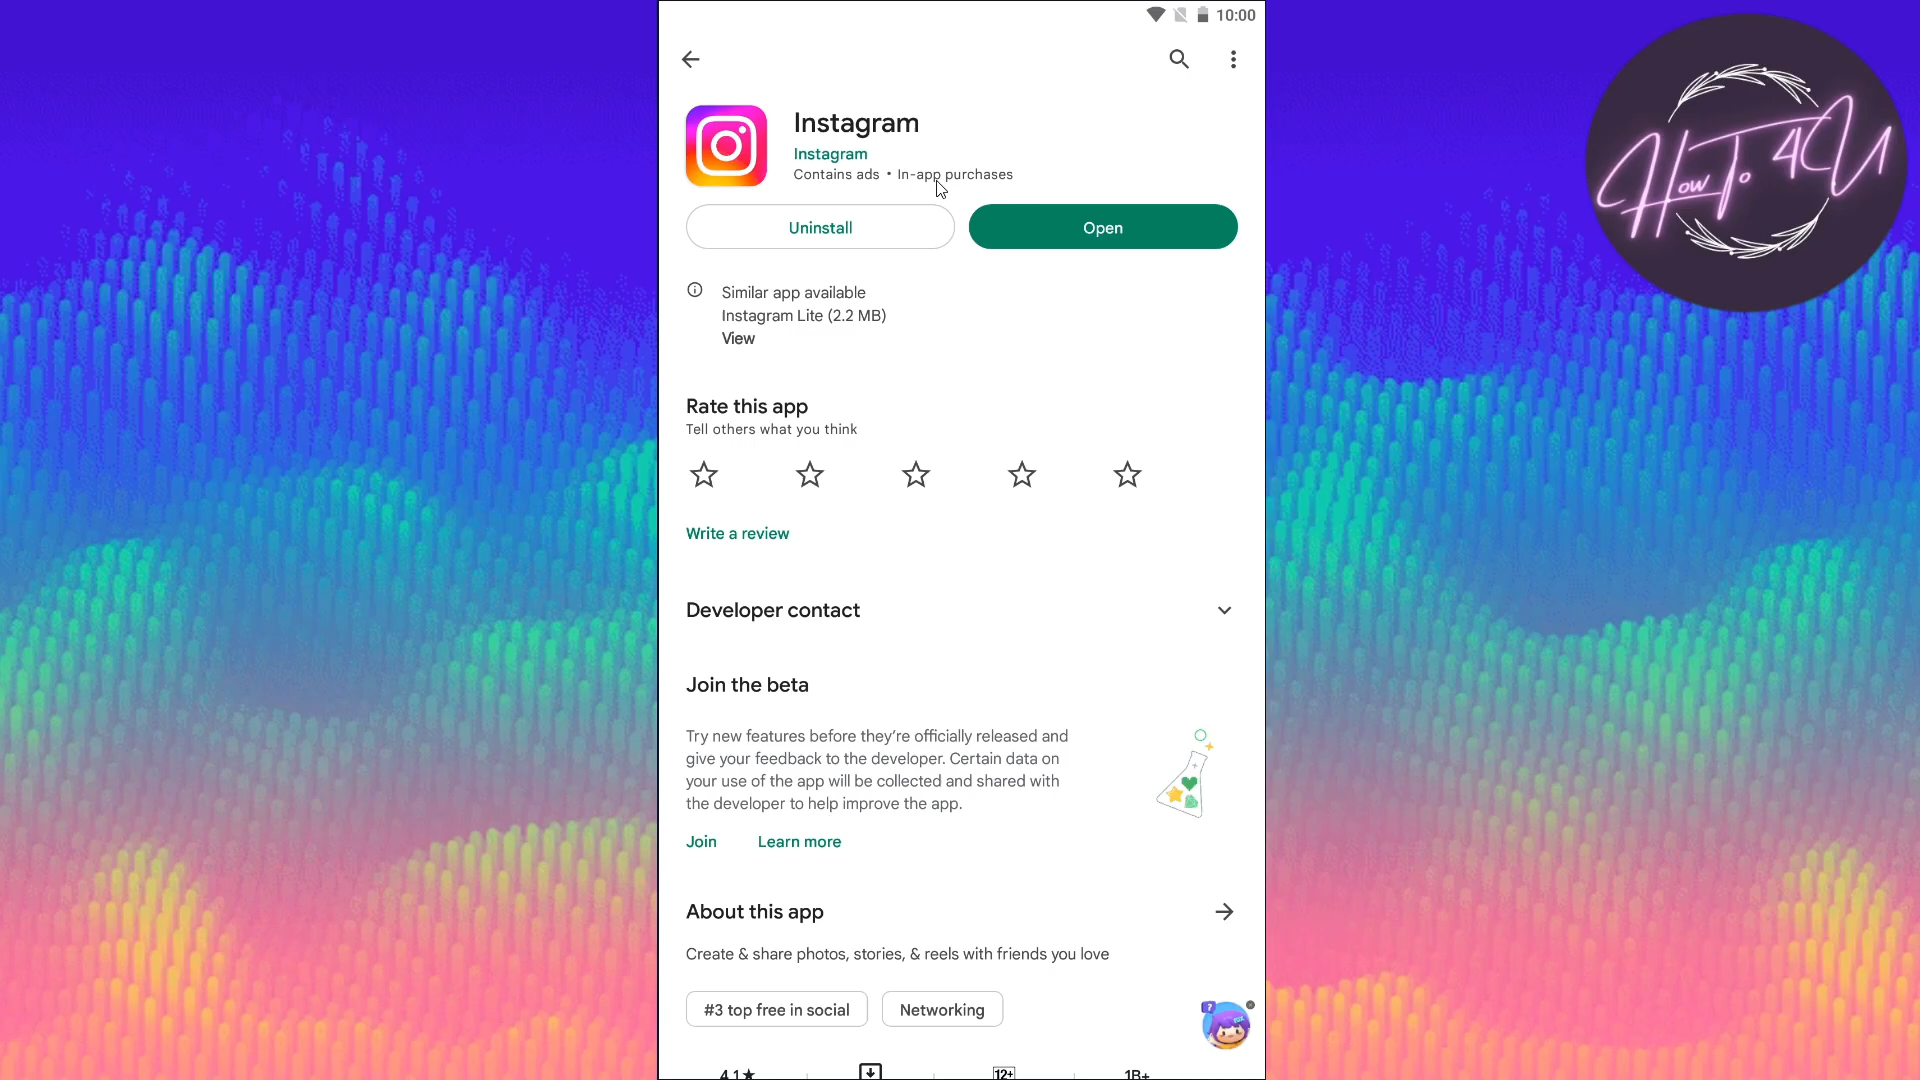 10:00
How To 4U
Instagram
Instagram
Contains ads • In-app purchases
Uninstall
Open
Similar app available
Instagram Lite (2.2 MB)
View
Rate this app
Tell others what you think
Write a review
Developer contact
Join the beta
Try new features before they're officially released and
give your feedback to the developer. Certain data on
your use of the app will be collected and shared with
the developer to help improve the app.
Join Learn more
About this app
Create & share photos, stories, & reels with friends you love
#3 top free in social
Networking
4.1★ 12+ 1B+